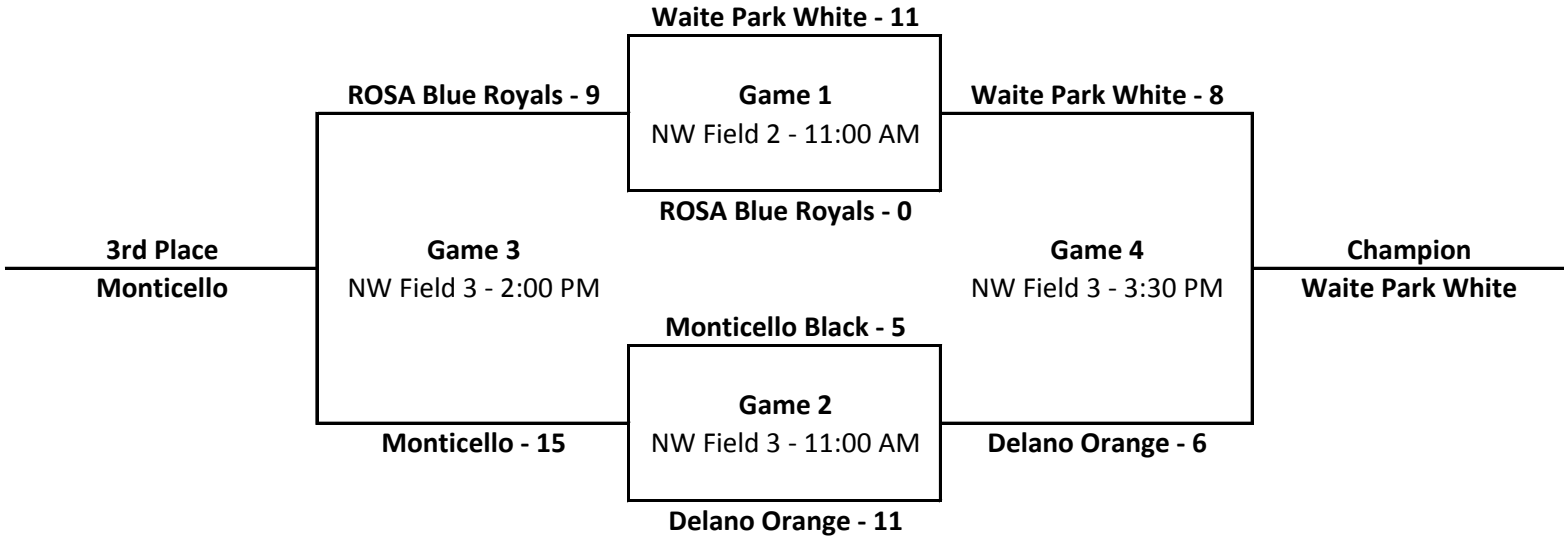 Waite Park White - 11
ROSA Blue Royals - 9
Game 1
Waite Park White - 8
NW Field 2 - 11:00 AM
ROSA Blue Royals - 0
3rd Place
Game 3
Game 4
Champion
Monticello
NW Field 3 - 2:00 PM
NW Field 3 - 3:30 PM
Waite Park White
Monticello Black - 5
Game 2
Monticello - 15
NW Field 3 - 11:00 AM
Delano Orange - 6
Delano Orange - 11